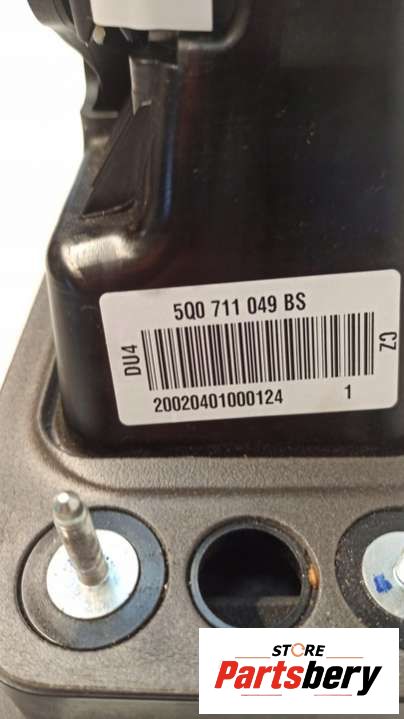 5Q0 711 049 BS
DU4
CZ
20020401000124 1
STORE
Partsbery